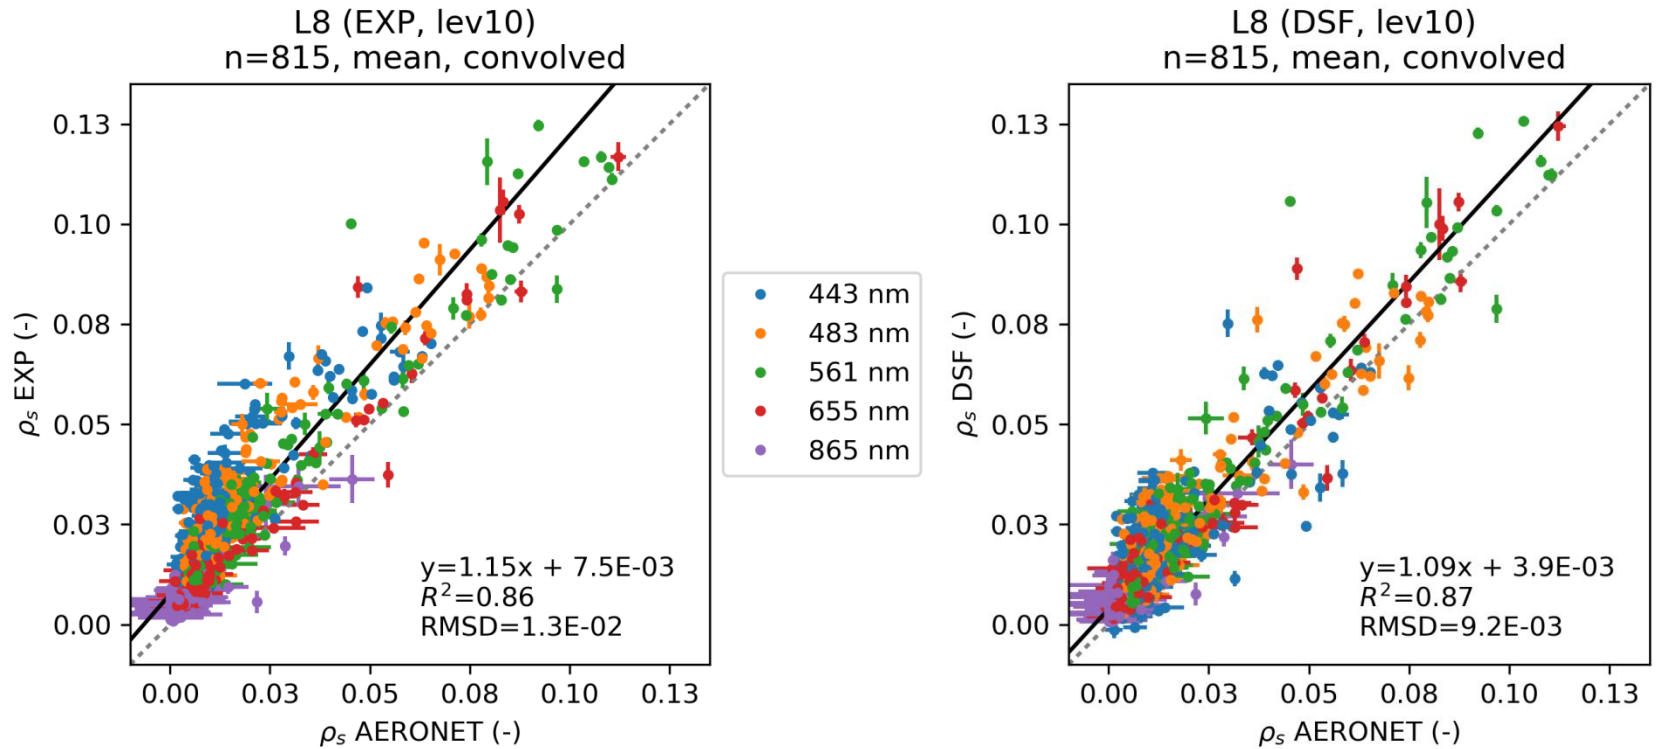 L8 (EXP, lev10)
n=815, mean, convolved
0.13
0.10
0.08
0.05
0.03
0.00
ρs EXP (-)
y=1.15x + 7.5E-03
R²=0.86
RMSD=1.3E-02
0.00 0.03 0.05 0.08 0.10 0.13
ρs AERONET (-)
443 nm
483 nm
561 nm
655 nm
865 nm
L8 (DSF, lev10)
n=815, mean, convolved
0.13
0.10
0.08
0.05
0.03
0.00
ρs DSF (-)
y=1.09x + 3.9E-03
R²=0.87
RMSD=9.2E-03
0.00 0.03 0.05 0.08 0.10 0.13
ρs AERONET (-)